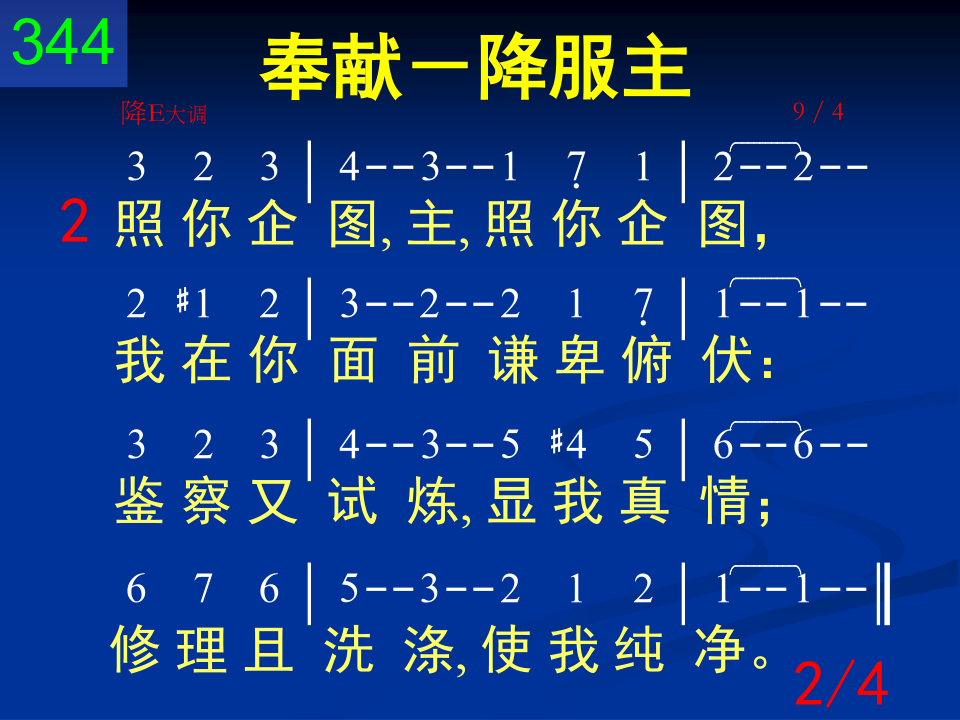 344
奉献－降服主
降E大调 9/4
3 2 3 | 4--3--1 7̣ 1 | 2--2--
2 照你企 图,主,照你企 图，
2 #1 2 | 3--2--2 1 7̣ | 1--1--
我在你 面 前 谦卑俯 伏：
3 2 3 | 4--3--5 #4 5 | 6--6--
鉴察又 试 炼,显我真 情；
6 7 6 | 5--3--2 1 2 | 1--1--‖
修理且 洗 涤,使我纯 净。
2/4